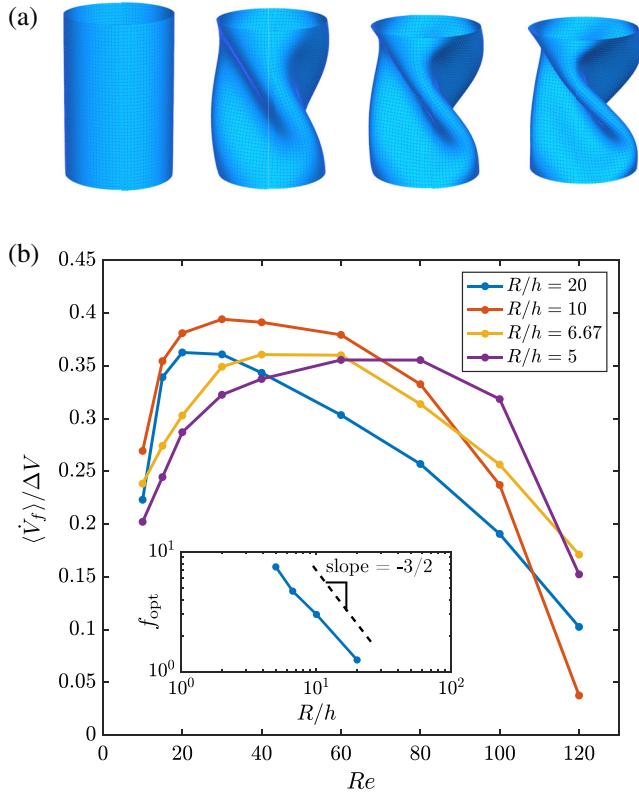 (a)
(b)
0.45
0.4
0.35
0.3
0.25
0.2
0.15
0.1
0.05
0
⟨V̇_f⟩/ΔV
R/h = 20
R/h = 10
R/h = 6.67
R/h = 5
10^1
10^0
f_opt
slope = -3/2
10^0 10^1 10^2
R/h
0 20 40 60 80 100 120
Re